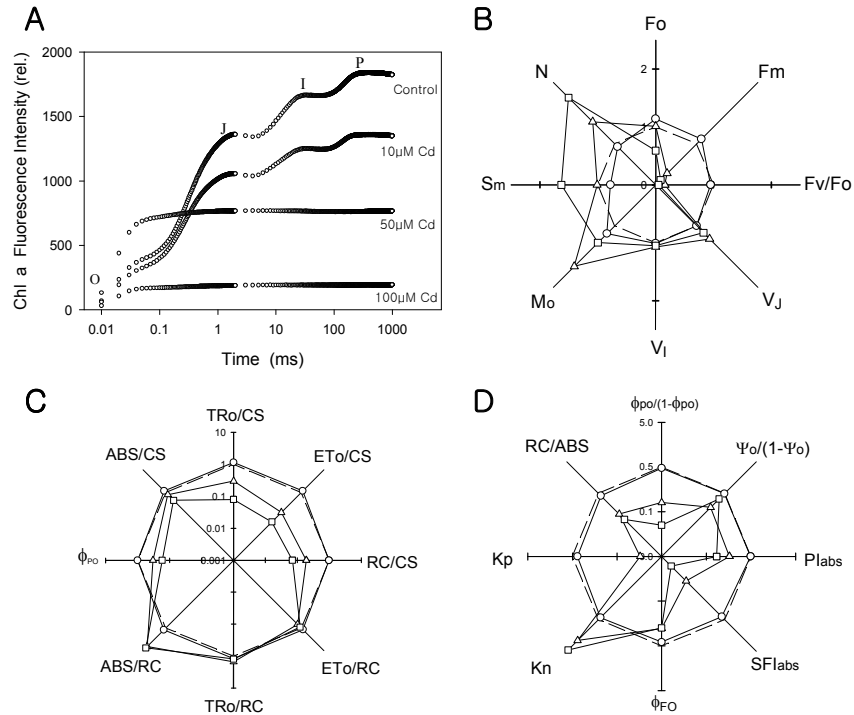 A
Chl a Fluorescence Intensity (rel.)
2000
1500
1000
500
0
O
J
I
P
Control
10µM Cd
50µM Cd
100µM Cd
0.01
0.1
1
10
100
1000
Time (ms)
B
Fo
2
1
0
Fm
Fv/Fo
VJ
VI
Mo
Sm
N
C
TRo/CS
10
1
0.1
0.01
0.001
ETo/CS
RC/CS
ETo/RC
TRo/RC
ABS/RC
ϕPO
ABS/CS
D
ϕpo/(1-ϕpo)
5.0
0.5
0.1
0.0
Ψo/(1-Ψo)
PIabs
SFIabs
ϕFO
Kn
Kp
RC/ABS